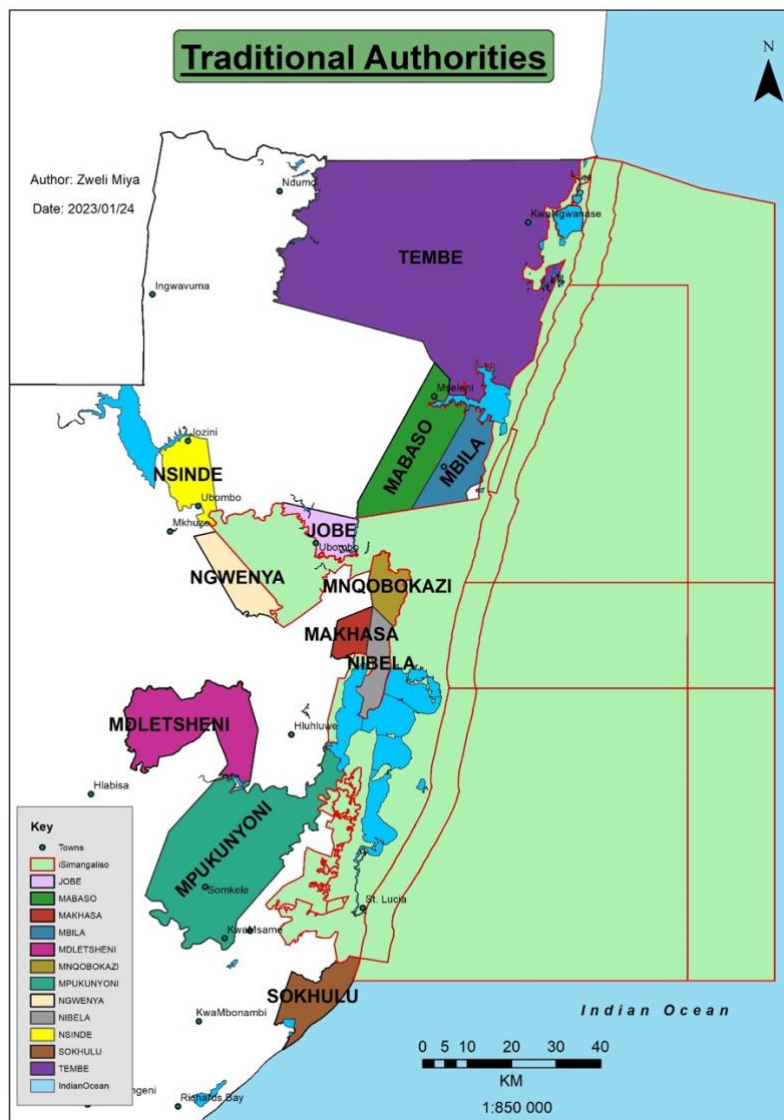 Traditional Authorities
N
Author: Zweli Miya
Date: 2023/01/24
Ndumo
KwaNgwanase
TEMBE
Ingwavuma
Mseleni
MABASO
MBILA
Jozini
NSINDE
Ubombo
Mkhuze
JOBE
Ubombo
NGWENYA
MNQOBOKAZI
MAKHASA
NIBELA
MDLETSHENI
Hluhluwe
Hlabisa
MPUKUNYONI
Somkele
St. Lucia
KwaMsame
SOKHULU
KwaMbonambi
Richards Bay
Key
Towns
iSimangaliso
JOBE
MABASO
MAKHASA
MBILA
MDLETSHENI
MNQOBOKAZI
MPUKUNYONI
NGWENYA
NIBELA
NSINDE
SOKHULU
TEMBE
IndianOcean
Indian Ocean
0 5 10 20 30 40
KM
1:850 000